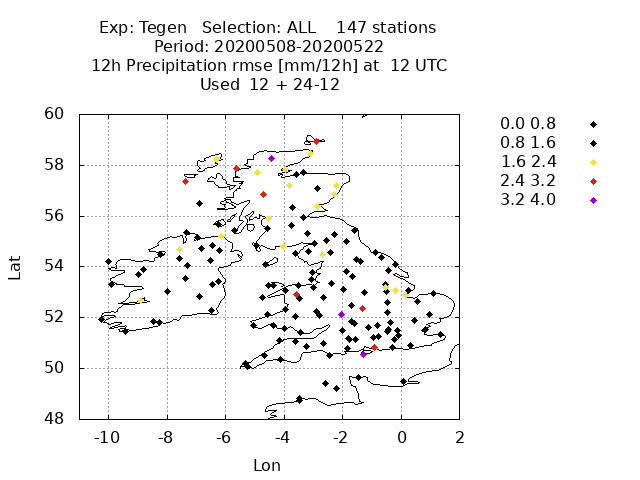 Exp: Tegen Selection: ALL 147 stations
Period: 20200508-20200522
12h Precipitation rmse [mm/12h] at 12 UTC
Used 12 + 24-12
0.0 0.8
0.8 1.6
1.6 2.4
2.4 3.2
3.2 4.0
60
58
56
54
52
50
48
Lat
-10 -8 -6 -4 -2 0 2
Lon